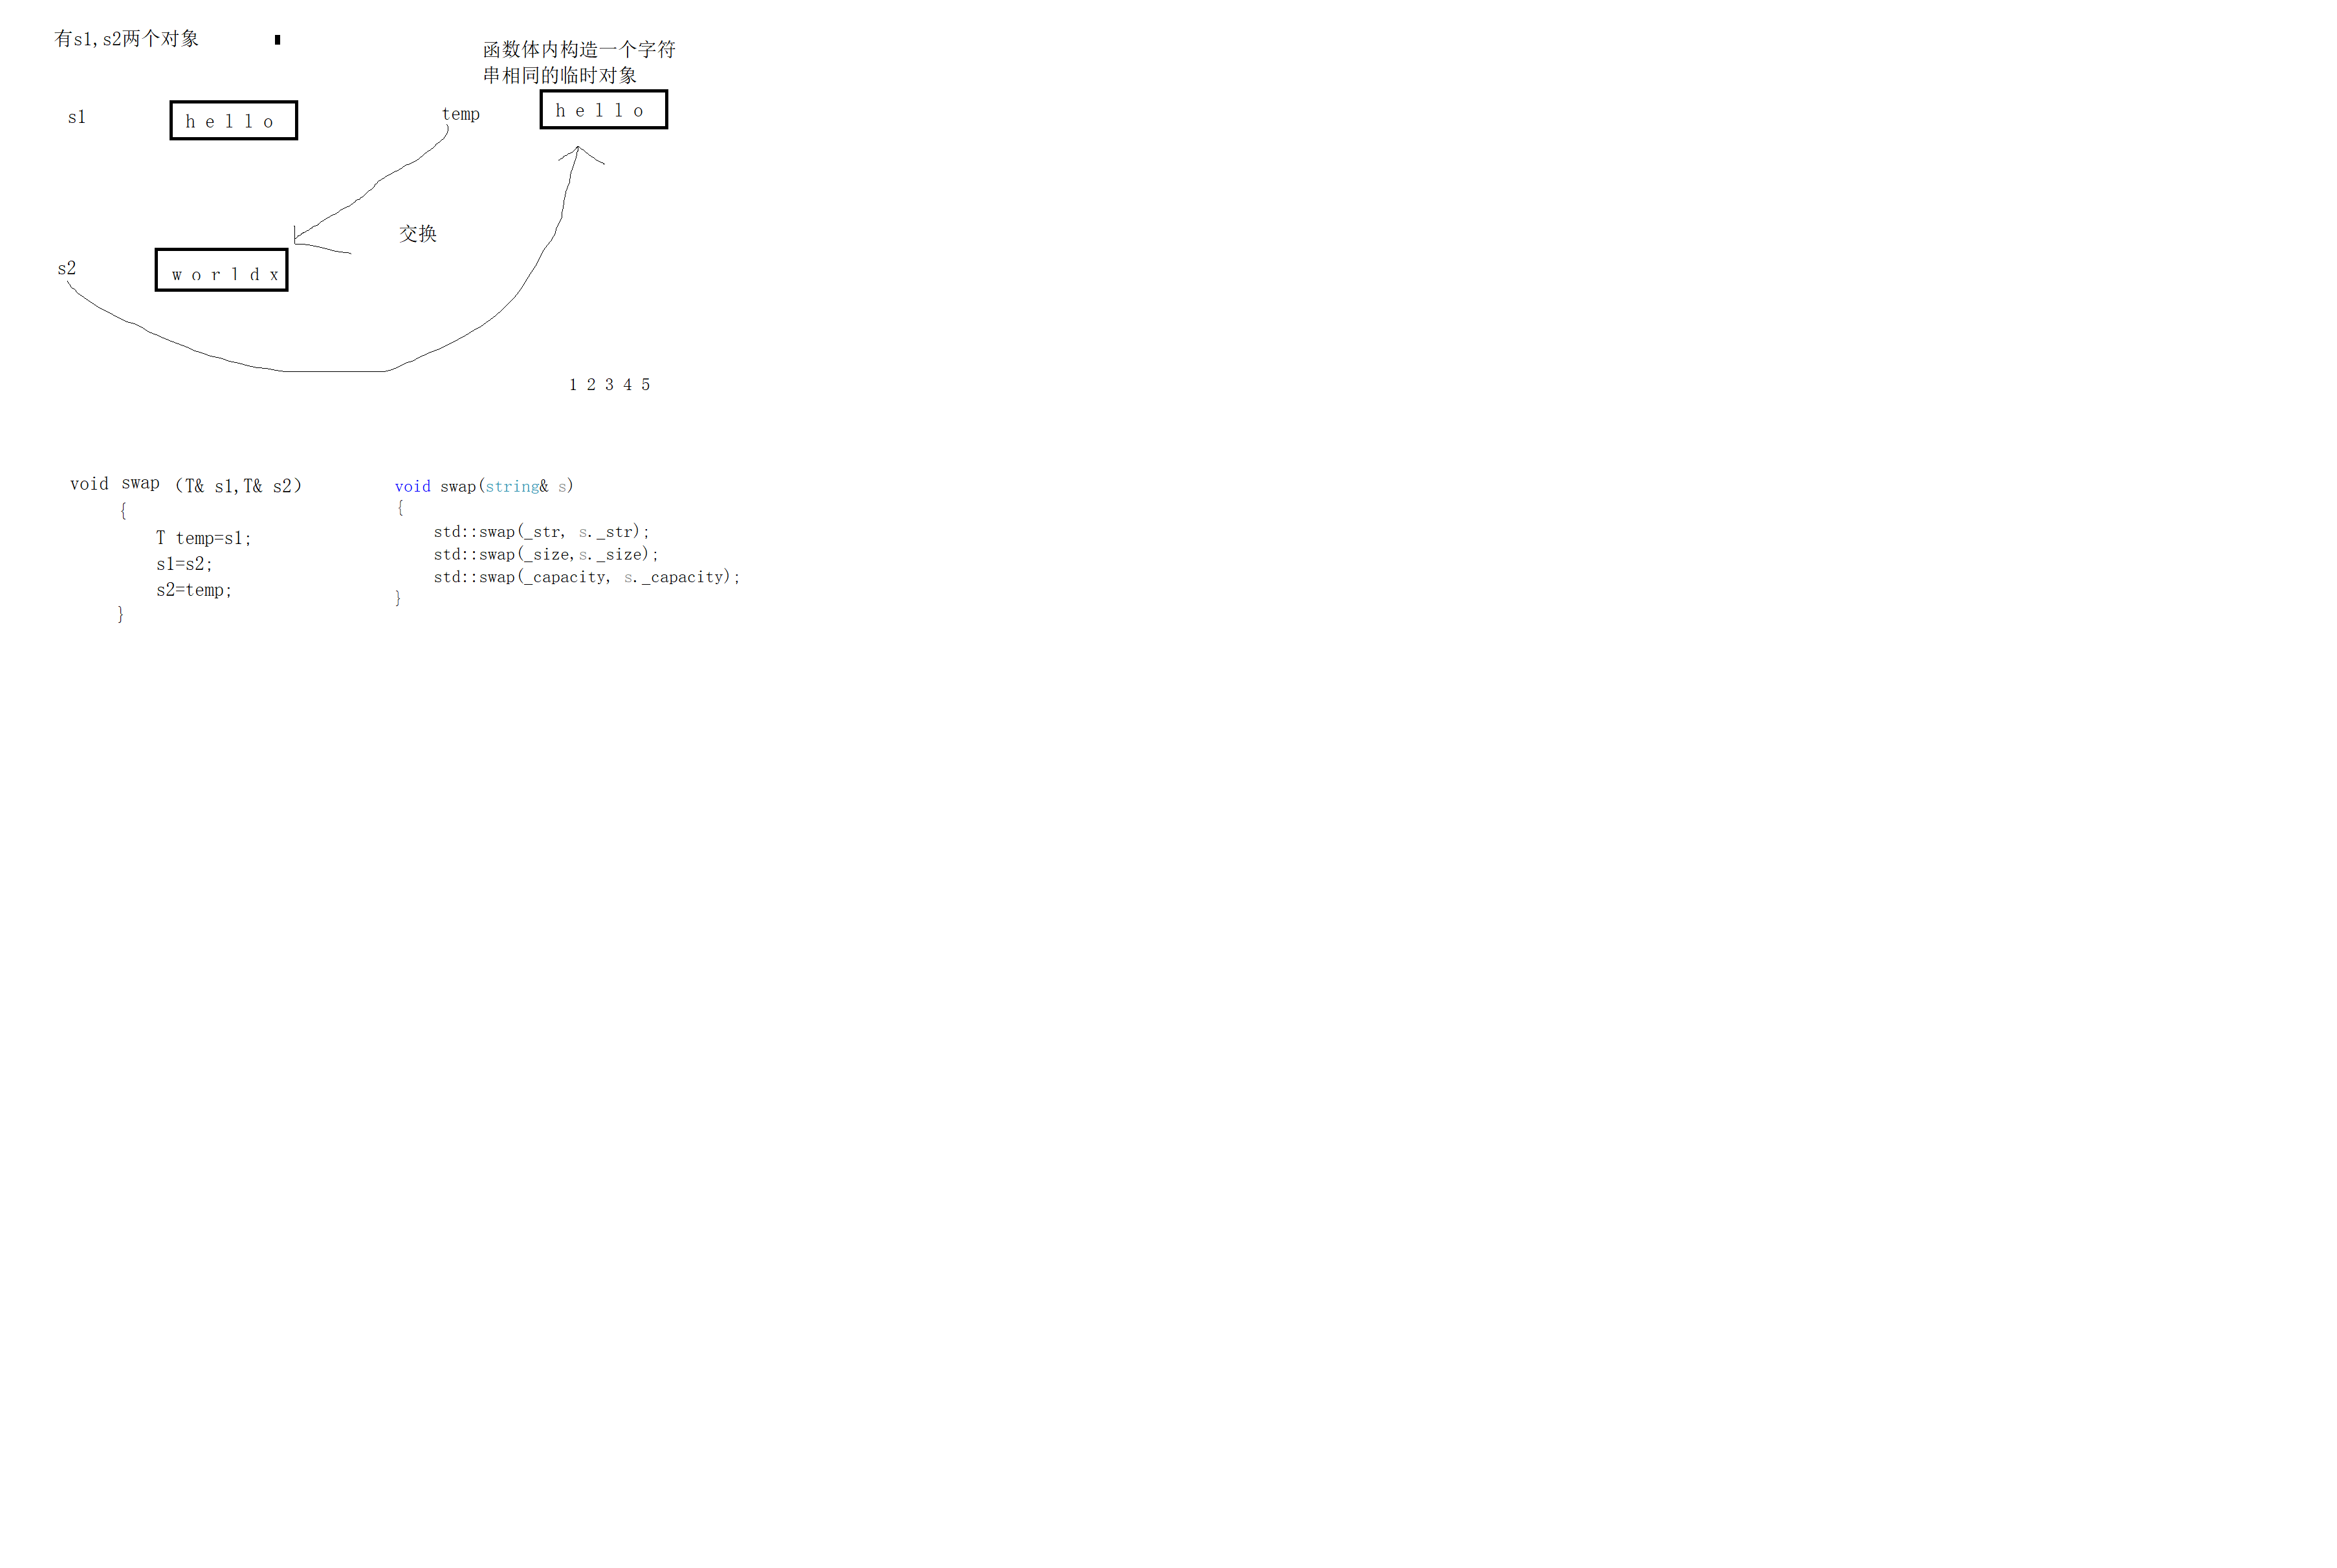 有s1,s2两个对象
函数体内构造一个字符
串相同的临时对象
s1
h e l l o
temp
h e l l o
交换
s2
w o r l d x
1 2 3 4 5
void swap （T& s1,T& s2）
{
T temp=s1;
s1=s2;
s2=temp;
}
void swap(string& s)
{
std::swap(_str, s._str);
std::swap(_size,s._size);
std::swap(_capacity, s._capacity);
}